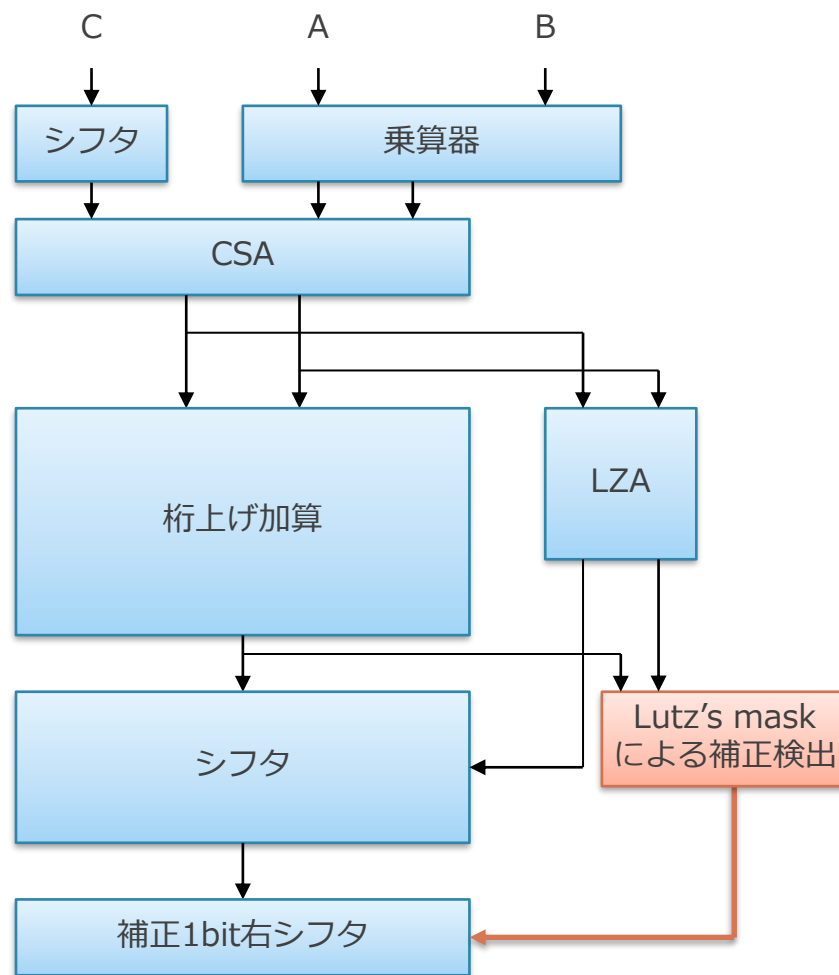 C
A
B
シフタ
乗算器
CSA
桁上げ加算
LZA
シフタ
Lutz’s mask
による補正検出
補正1bit右シフタ